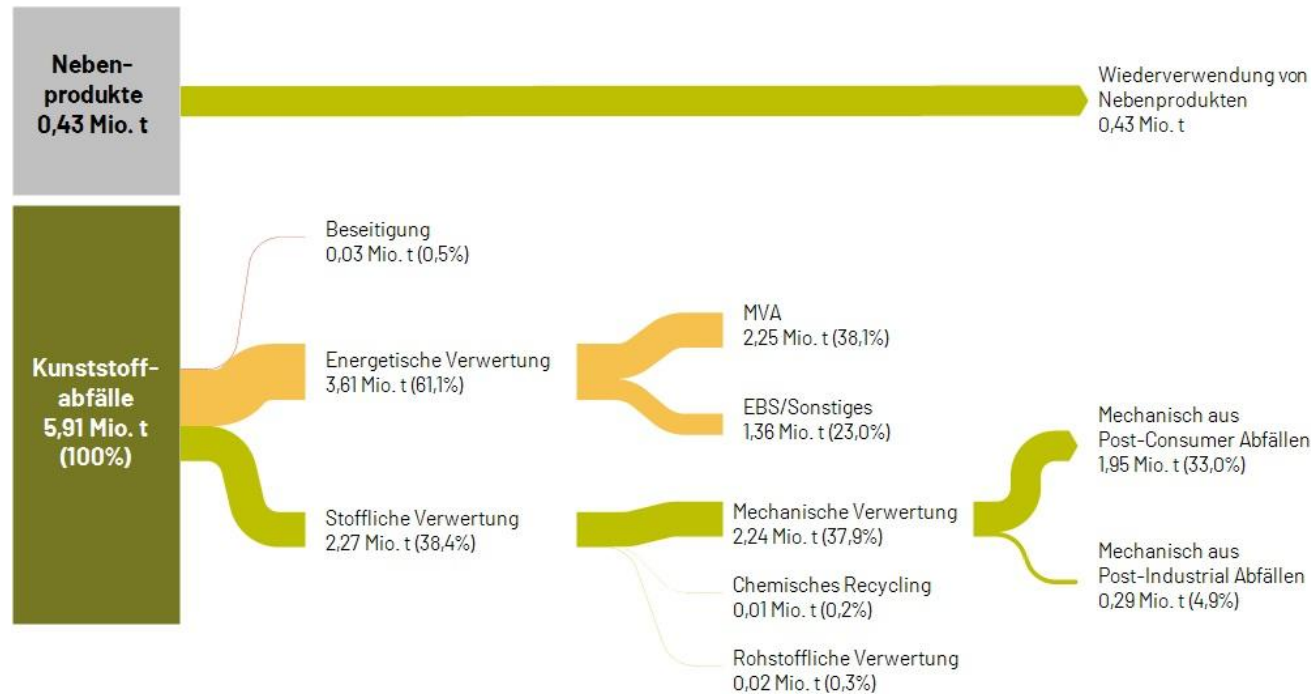 Neben-
produkte
0,43 Mio. t
Wiederverwendung von
Nebenprodukten
0,43 Mio. t
Kunststoff-
abfälle
5,91 Mio. t
(100%)
Beseitigung
0,03 Mio. t (0,5%)
Energetische Verwertung
3,61 Mio. t (61,1%)
MVA
2,25 Mio. t (38,1%)
EBS/Sonstiges
1,36 Mio. t (23,0%)
Stoffliche Verwertung
2,27 Mio. t (38,4%)
Mechanische Verwertung
2,24 Mio. t (37,9%)
Chemisches Recycling
0,01 Mio. t (0,2%)
Rohstoffliche Verwertung
0,02 Mio. t (0,3%)
Mechanisch aus
Post-Consumer Abfällen
1,95 Mio. t (33,0%)
Mechanisch aus
Post-Industrial Abfällen
0,29 Mio. t (4,9%)